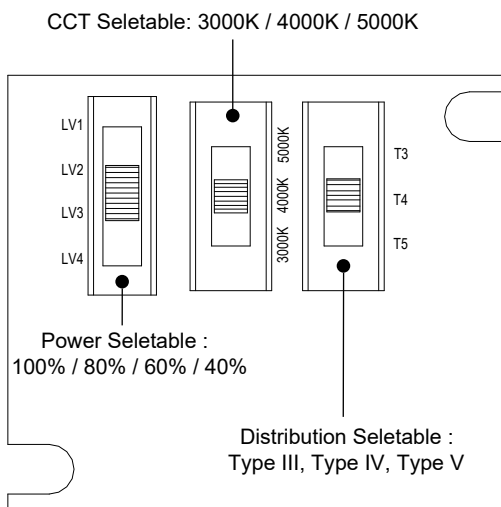 CCT Seletable: 3000K / 4000K / 5000K
LV1
LV2
LV3
LV4
5000K
4000K
3000K
T3
T4
T5
Power Seletable :
100% / 80% / 60% / 40%
Distribution Seletable :
Type III, Type IV, Type V